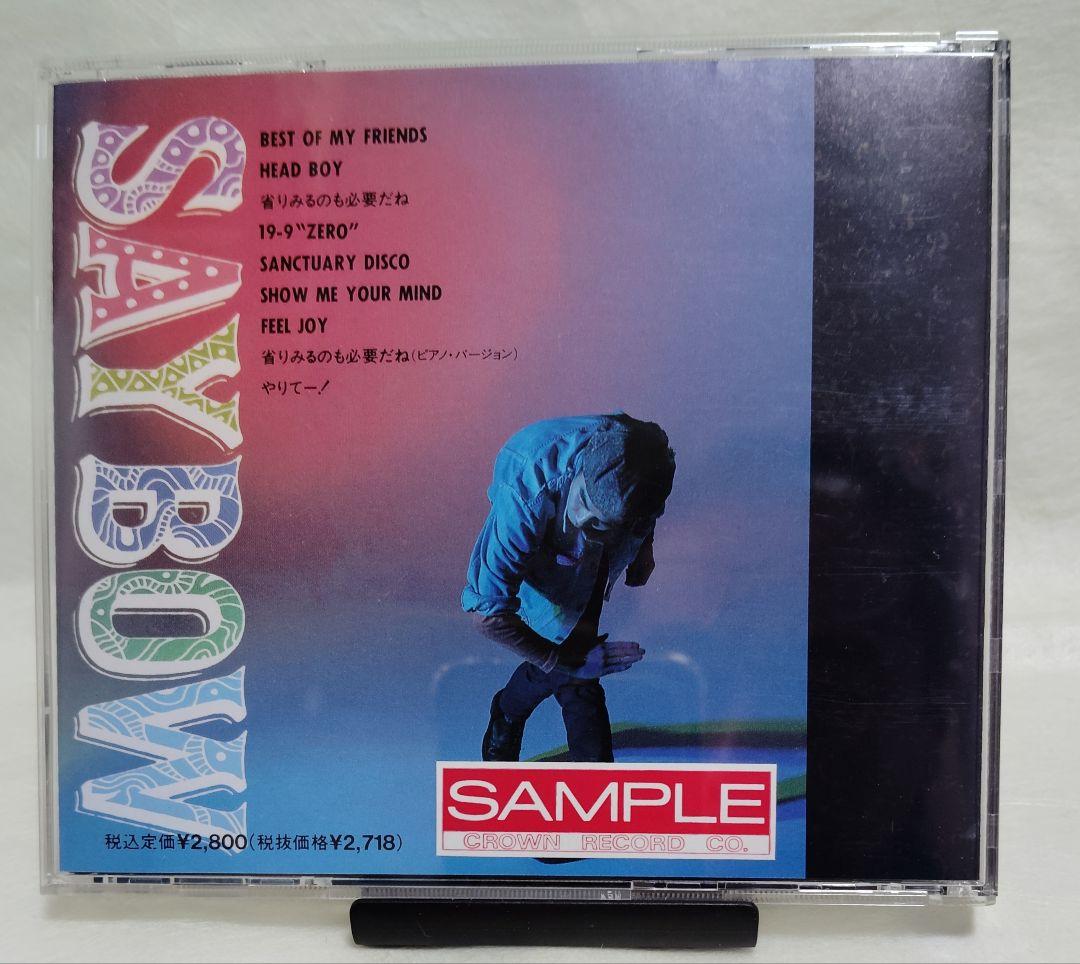 SAY BOW
BEST OF MY FRIENDS
HEAD BOY
省りみるのも必要だね
19-9 "ZERO"
SANCTUARY DISCO
SHOW ME YOUR MIND
FEEL JOY
省りみるのも必要だね(ピアノ・バージョン)
やりてー!
税込定価¥2,800(税抜価格¥2,718)
SAMPLE
CROWN RECORD CO.